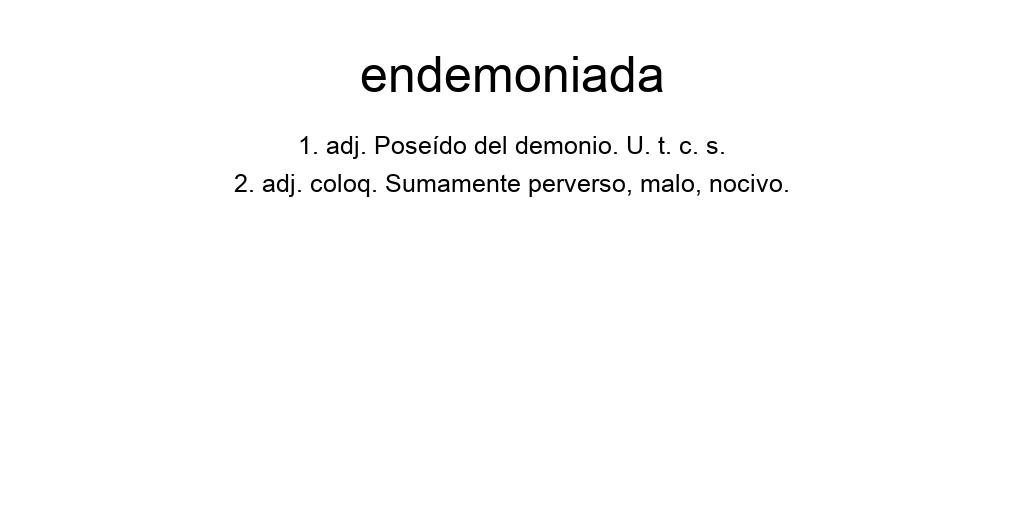 endemoniada
1. adj. Poseído del demonio. U. t. c. s.
2. adj. coloq. Sumamente perverso, malo, nocivo.